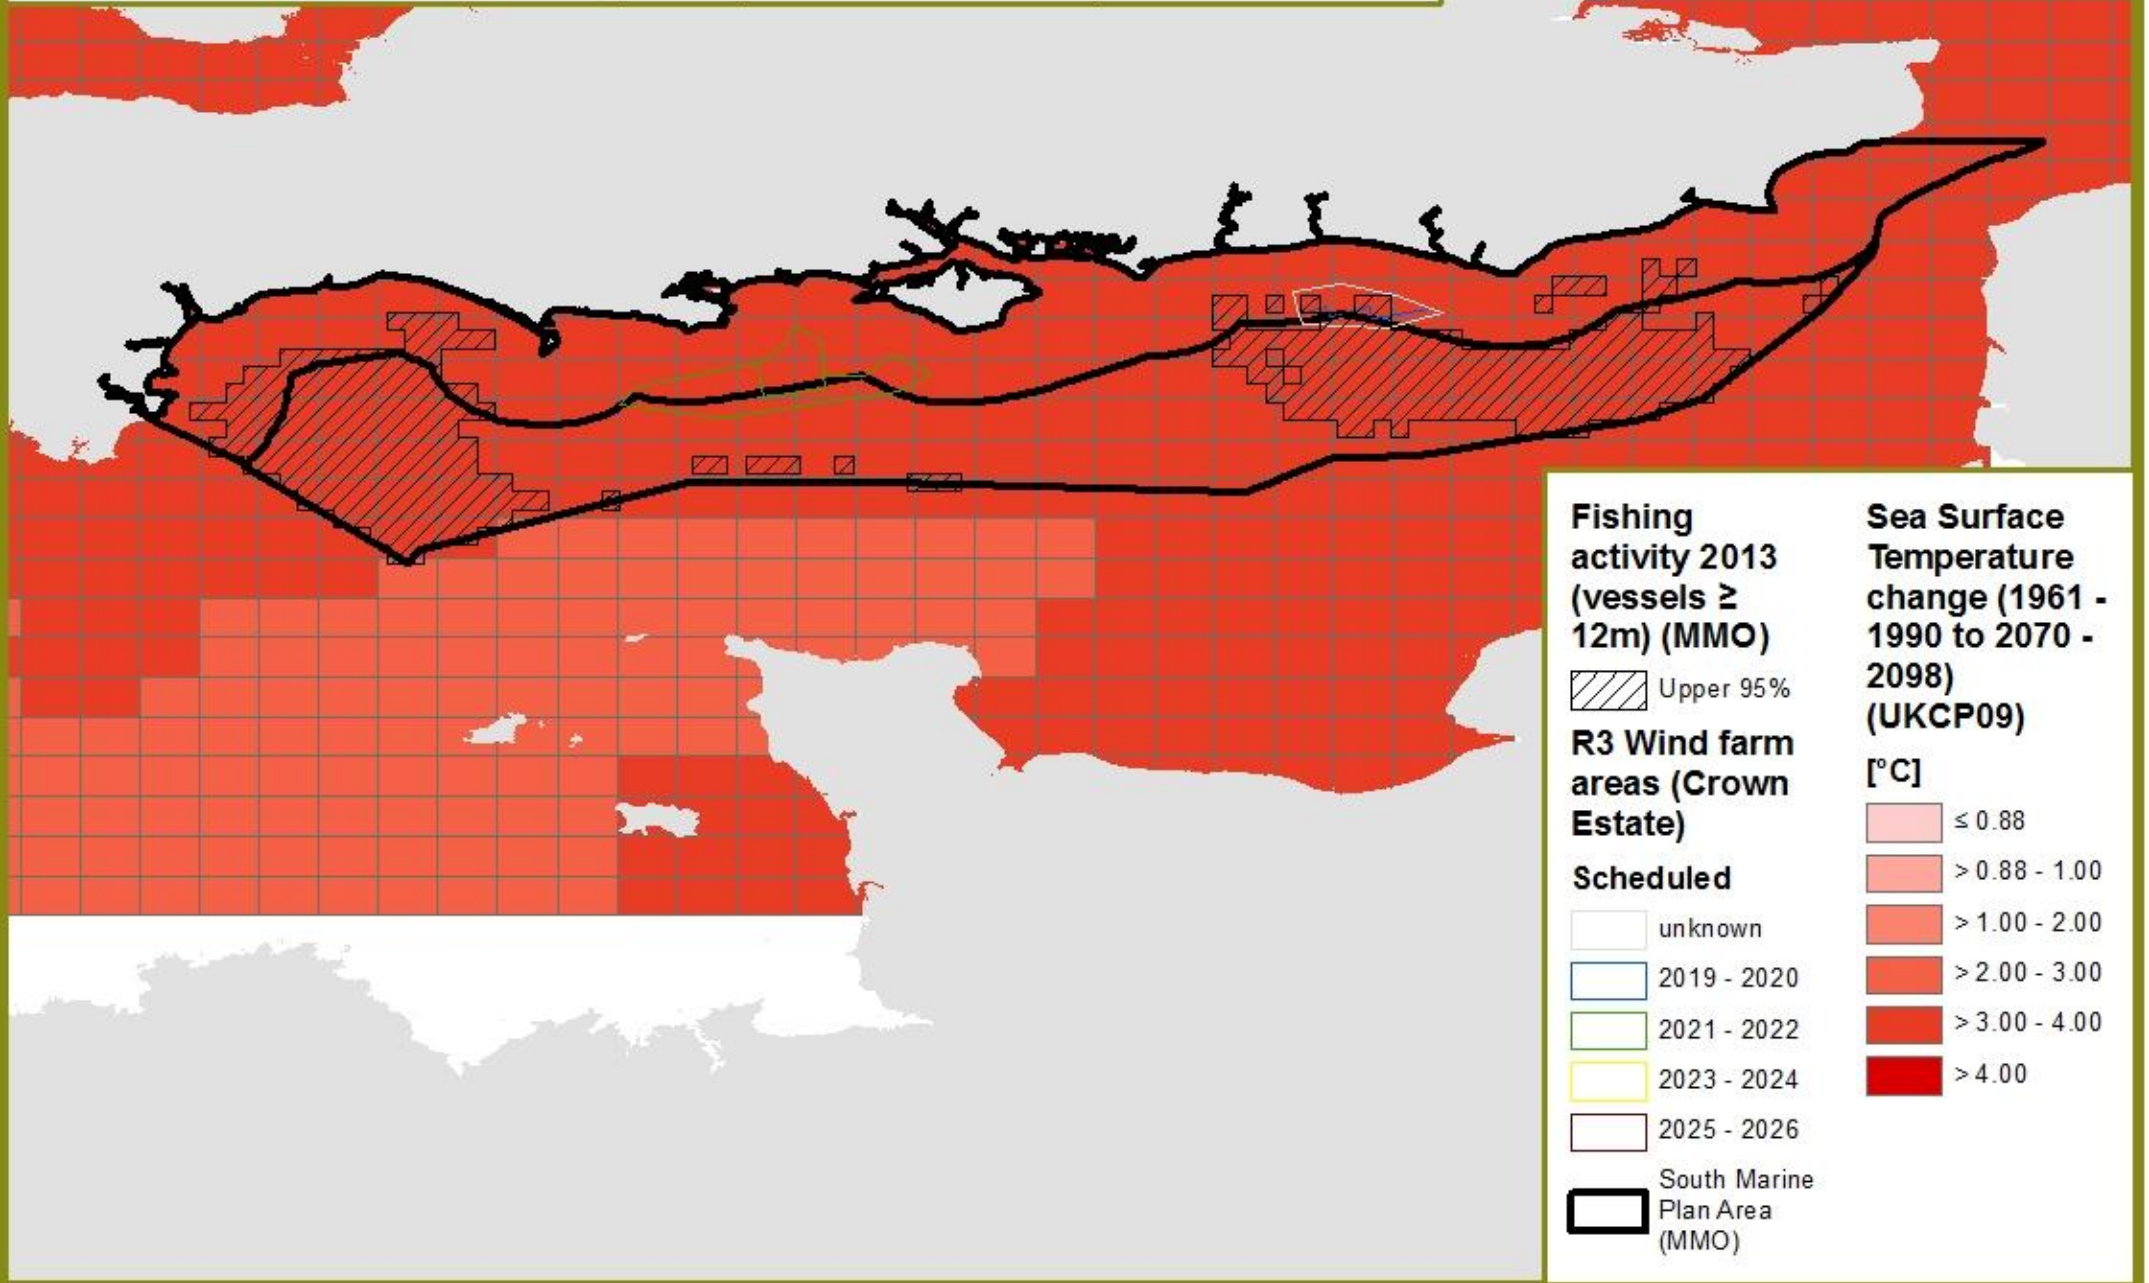 Fishing
activity 2013
(vessels ≥
12m) (MMO)
Upper 95%
R3 Wind farm
areas (Crown
Estate)
Scheduled
unknown
2019 - 2020
2021 - 2022
2023 - 2024
2025 - 2026
South Marine
Plan Area
(MMO)
Sea Surface
Temperature
change (1961 -
1990 to 2070 -
2098)
(UKCP09)
[°C]
≤ 0.88
> 0.88 - 1.00
> 1.00 - 2.00
> 2.00 - 3.00
> 3.00 - 4.00
> 4.00